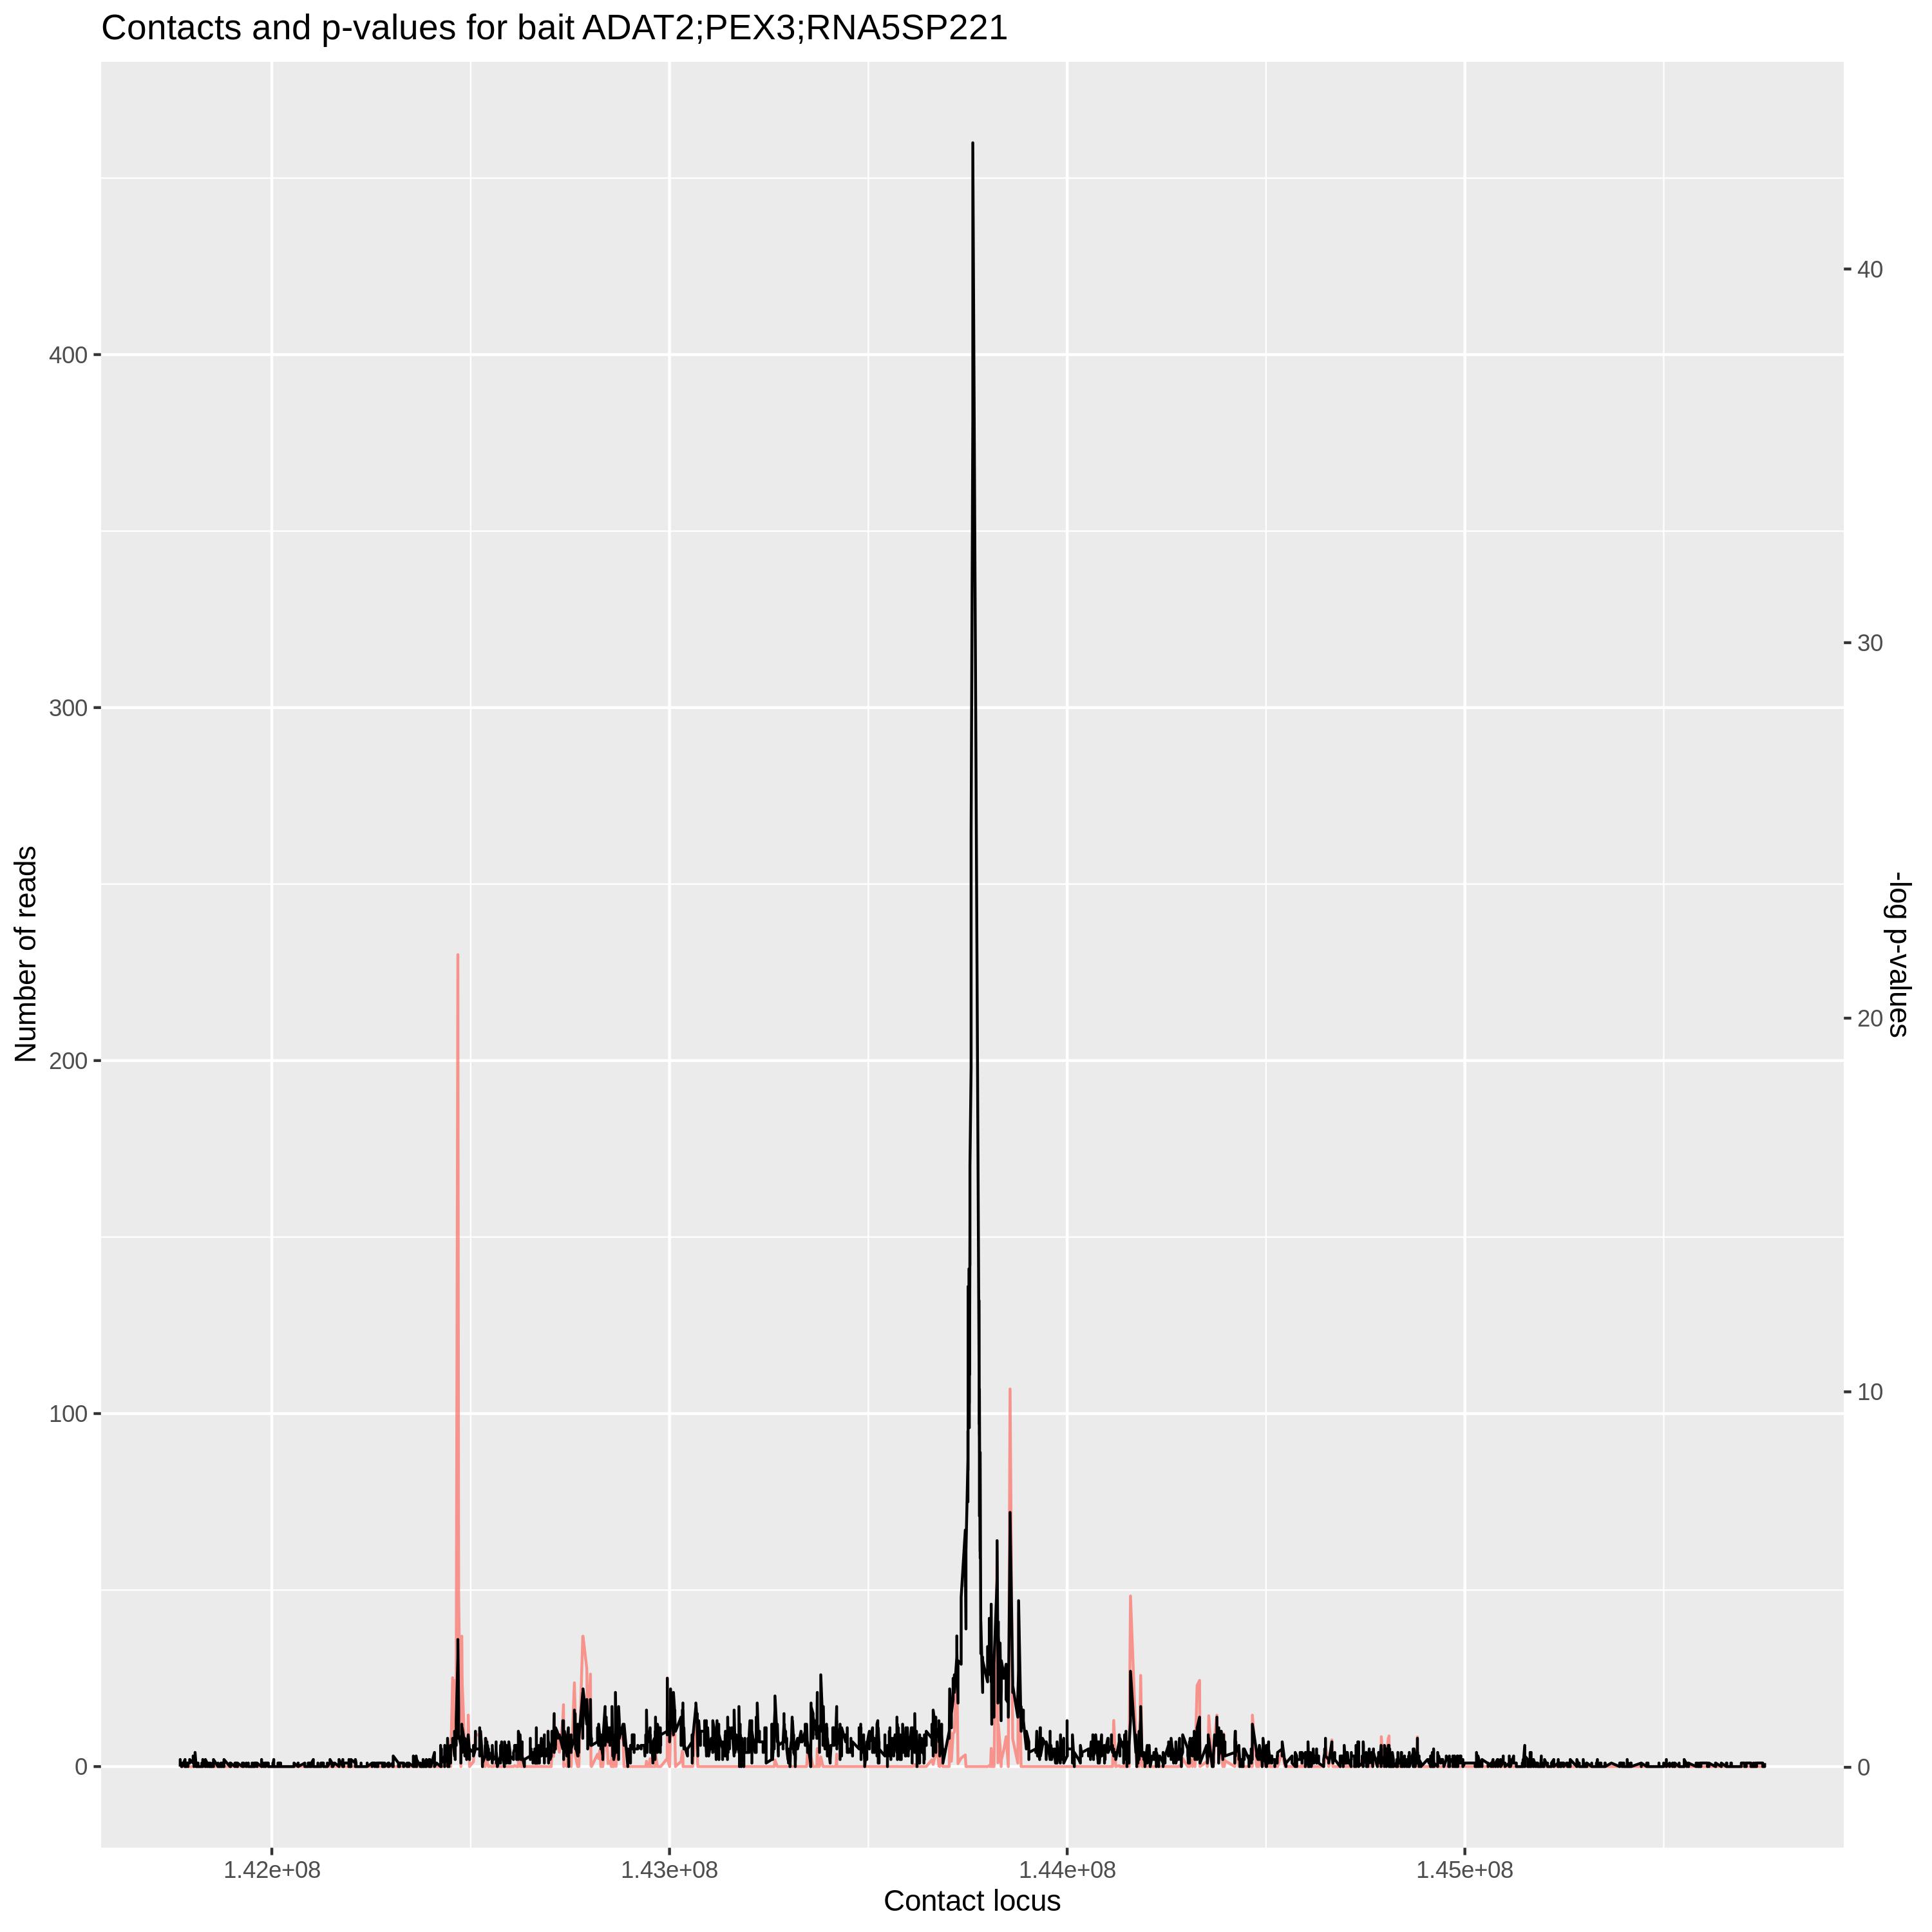 Contacts and p-values for bait ADAT2;PEX3;RNA5SP221
Number of reads
400
300
200
100
0
40
30
20
10
0
-log p-values
1.42e+08
1.43e+08
1.44e+08
1.45e+08
Contact locus